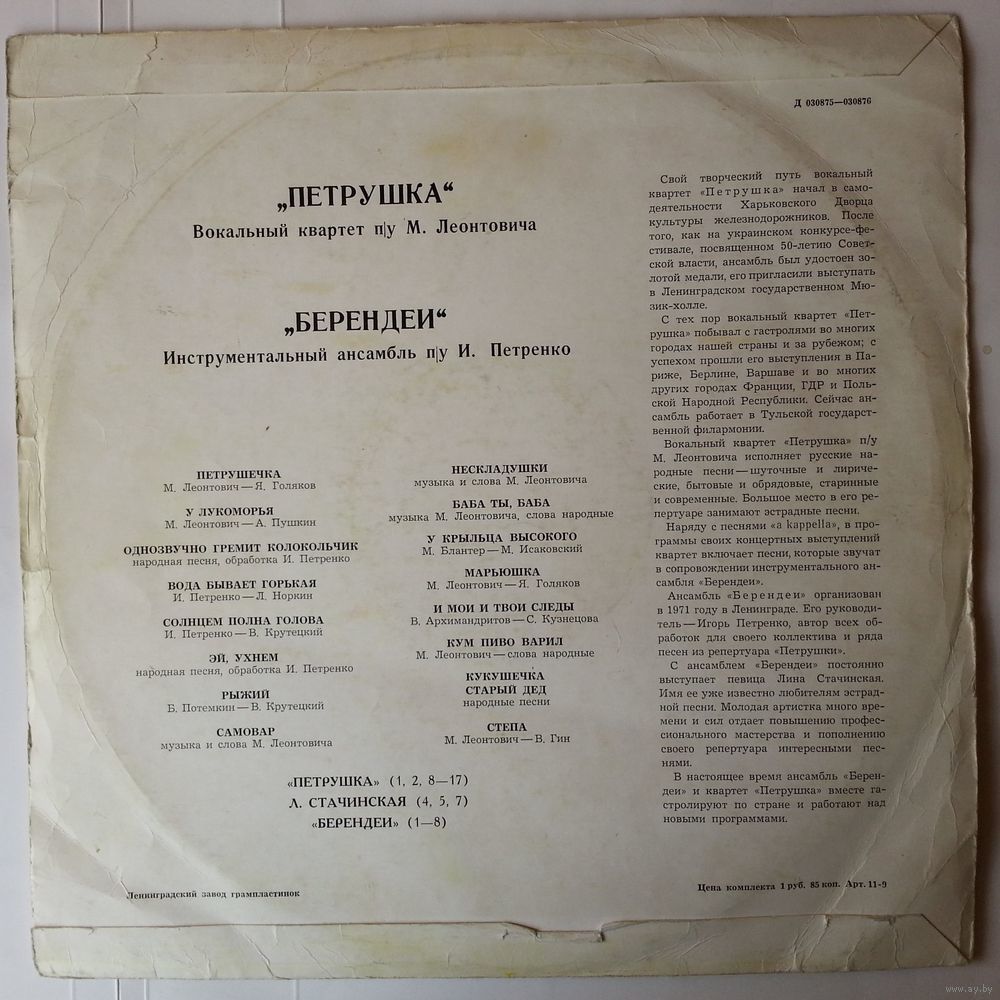 Д 030875—030876
„ПЕТРУШКА“
Вокальный квартет п|у М. Леонтовича
„БЕРЕНДЕИ“
Инструментальный ансамбль п|у И. Петренко
ПЕТРУШЕЧКА
М. Леонтович—Я. Голяков
У ЛУКОМОРЬЯ
М. Леонтович—А. Пушкин
ОДНОЗВУЧНО ГРЕМИТ КОЛОКОЛЬЧИК
народная песня, обработка И. Петренко
ВОДА БЫВАЕТ ГОРЬКАЯ
И. Петренко—Л. Норкин
СОЛНЦЕМ ПОЛНА ГОЛОВА
И. Петренко—В. Крутецкий
ЭЙ, УХНЕМ
народная песня, обработка И. Петренко
РЫЖИЙ
Б. Потемкин—В. Крутецкий
САМОВАР
музыка и слова М. Леонтовича
НЕСКЛАДУШКИ
музыка и слова М. Леонтовича
БАБА ТЫ, БАБА
музыка М. Леонтовича, слова народные
У КРЫЛЬЦА ВЫСОКОГО
М. Блантер—М. Исаковский
МАРЬЮШКА
М. Леонтович—Я. Голяков
И МОИ И ТВОИ СЛЕДЫ
В. Архимандритов—С. Кузнецова
КУМ ПИВО ВАРИЛ
М. Леонтович—слова народные
КУКУШЕЧКА
СТАРЫЙ ДЕД
народные песни
СТЕПА
М. Леонтович—В. Гин
«ПЕТРУШКА» (1, 2, 8—17)
Л. СТАЧИНСКАЯ (4, 5, 7)
«БЕРЕНДЕИ» (1—8)
Свой творческий путь вокальный
квартет «Петрушка» начал в само-
деятельности Харьковского Дворца
культуры железнодорожников. После
того, как на украинском конкурсе-фе-
стивале, посвященном 50-летию Совет-
ской власти, ансамбль был удостоен зо-
лотой медали, его пригласили выступать
в Ленинградском государственном Мю-
зик-холле.
С тех пор вокальный квартет «Пет-
рушка» побывал с гастролями во многих
городах нашей страны и за рубежом; с
успехом прошли его выступления в Па-
риже, Берлине, Варшаве и во многих
других городах Франции, ГДР и Поль-
ской Народной Республики. Сейчас ан-
самбль работает в Тульской государст-
венной филармонии.
Вокальный квартет «Петрушка» п/у
М. Леонтовича исполняет русские на-
родные песни—шуточные и лириче-
ские, бытовые и обрядовые, старинные
и современные. Большое место в его ре-
пертуаре занимают эстрадные песни.
Наряду с песнями «a kappella», в про-
граммы своих концертных выступлений
квартет включает песни, которые звучат
в сопровождении инструментального ан-
самбля «Берендеи».
Ансамбль «Берендеи» организован
в 1971 году в Ленинграде. Его руководи-
тель—Игорь Петренко, автор всех об-
работок для своего коллектива и ряда
песен из репертуара «Петрушки».
С ансамблем «Берендеи» постоянно
выступает певица Лина Стачинская.
Имя ее уже известно любителям эстрад-
ной песни. Молодая артистка много вре-
мени и сил отдает повышению профес-
сионального мастерства и пополнению
своего репертуара интересными пес-
нями.
В настоящее время ансамбль «Берен-
деи» и квартет «Петрушка» вместе га-
стролируют по стране и работают над
новыми программами.
Ленинградский завод грампластинок
Цена комплекта 1 руб. 85 коп. Арт. 11-9
www.ay.by